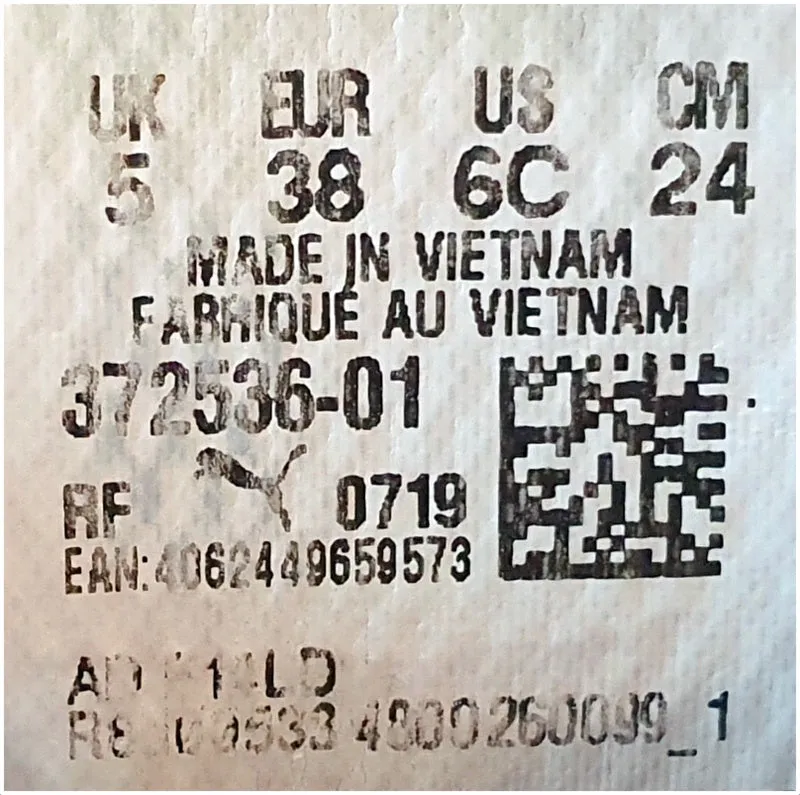 UK EUR US CM
5 38 6C 24
MADE IN VIETNAM
FABRIQUÉ AU VIETNAM
372536-01
RF 0719
EAN:4062449659573
4800260099_1